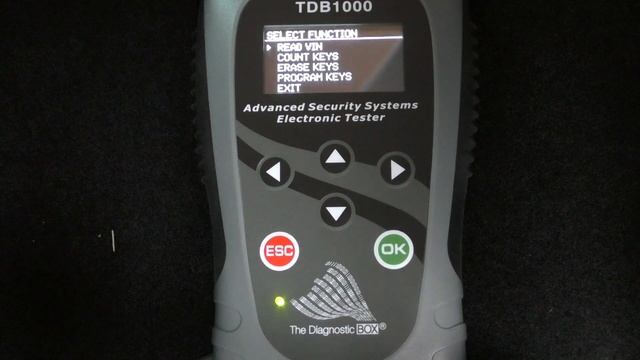 TDB1000
SELECT FUNCTION
READ VIN
COUNT KEYS
ERASE KEYS
PROGRAM KEYS
EXIT
Advanced Security Systems
Electronic Tester
ESC
OK
The Diagnostic BOX®